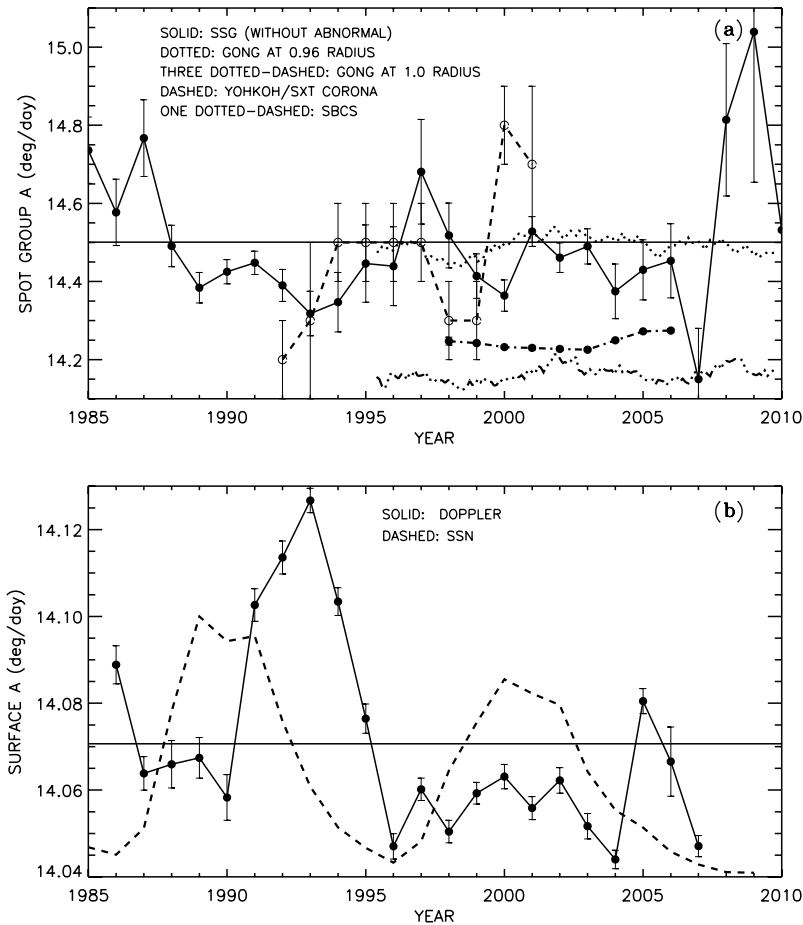 (a)
SOLID: SSG (WITHOUT ABNORMAL)
DOTTED: GONG AT 0.96 RADIUS
THREE DOTTED-DASHED: GONG AT 1.0 RADIUS
DASHED: YOHKOH/SXT CORONA
ONE DOTTED-DASHED: SBCS
SPOT GROUP A (deg/day)
15.0
14.8
14.6
14.4
14.2
1985 1990 1995 2000 2005 2010
YEAR
(b)
SOLID: DOPPLER
DASHED: SSN
SURFACE A (deg/day)
14.12
14.10
14.08
14.06
14.04
1985 1990 1995 2000 2005 2010
YEAR